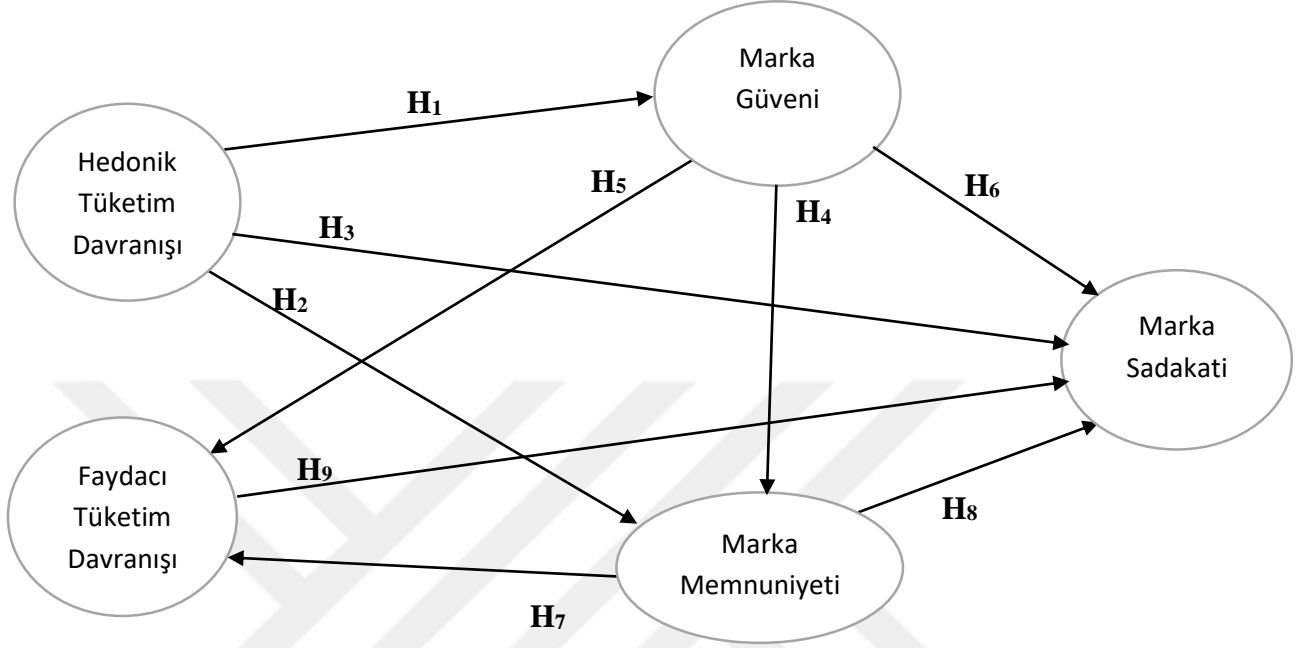 Marka
Güveni
H1
Hedonik
Tüketim
Davranışı
H5
H6
H4
H3
H2
Marka
Sadakati
Faydacı
Tüketim
Davranışı
H9
H8
Marka
Memnuniyeti
H7